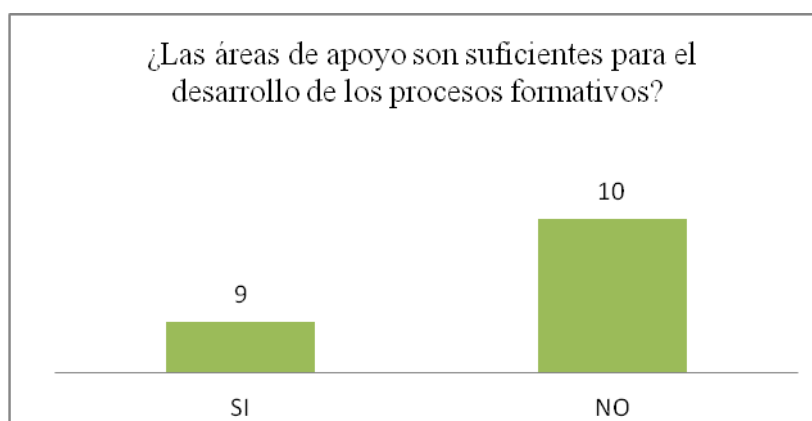 ¿Las áreas de apoyo son suficientes para el
desarrollo de los procesos formativos?
10
9
SI
NO